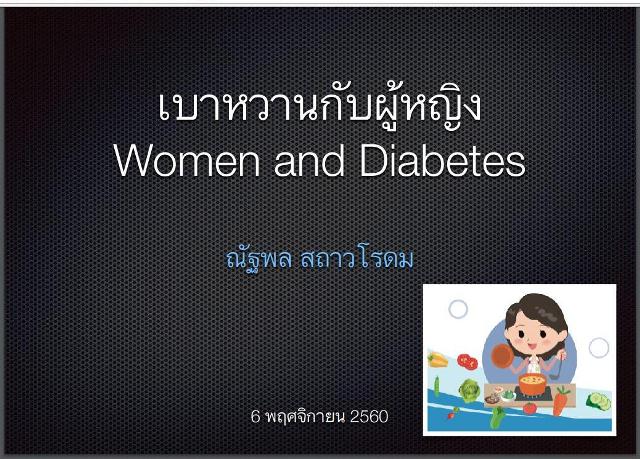 เบาหวานกับผู้หญิง
Women and Diabetes
ณัฐพล สถาวโรดม
6 พฤศจิกายน 2560